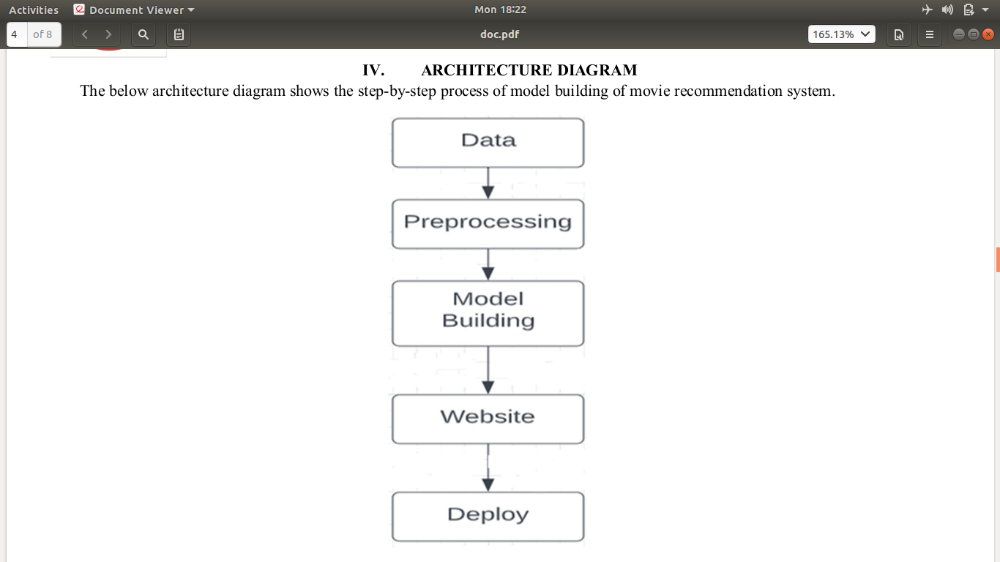 Activities Document Viewer Mon 18:22
4 of 8 doc.pdf 165.13%
IV. ARCHITECTURE DIAGRAM
The below architecture diagram shows the step-by-step process of model building of movie recommendation system.
Data
Preprocessing
Model
Building
Website
Deploy